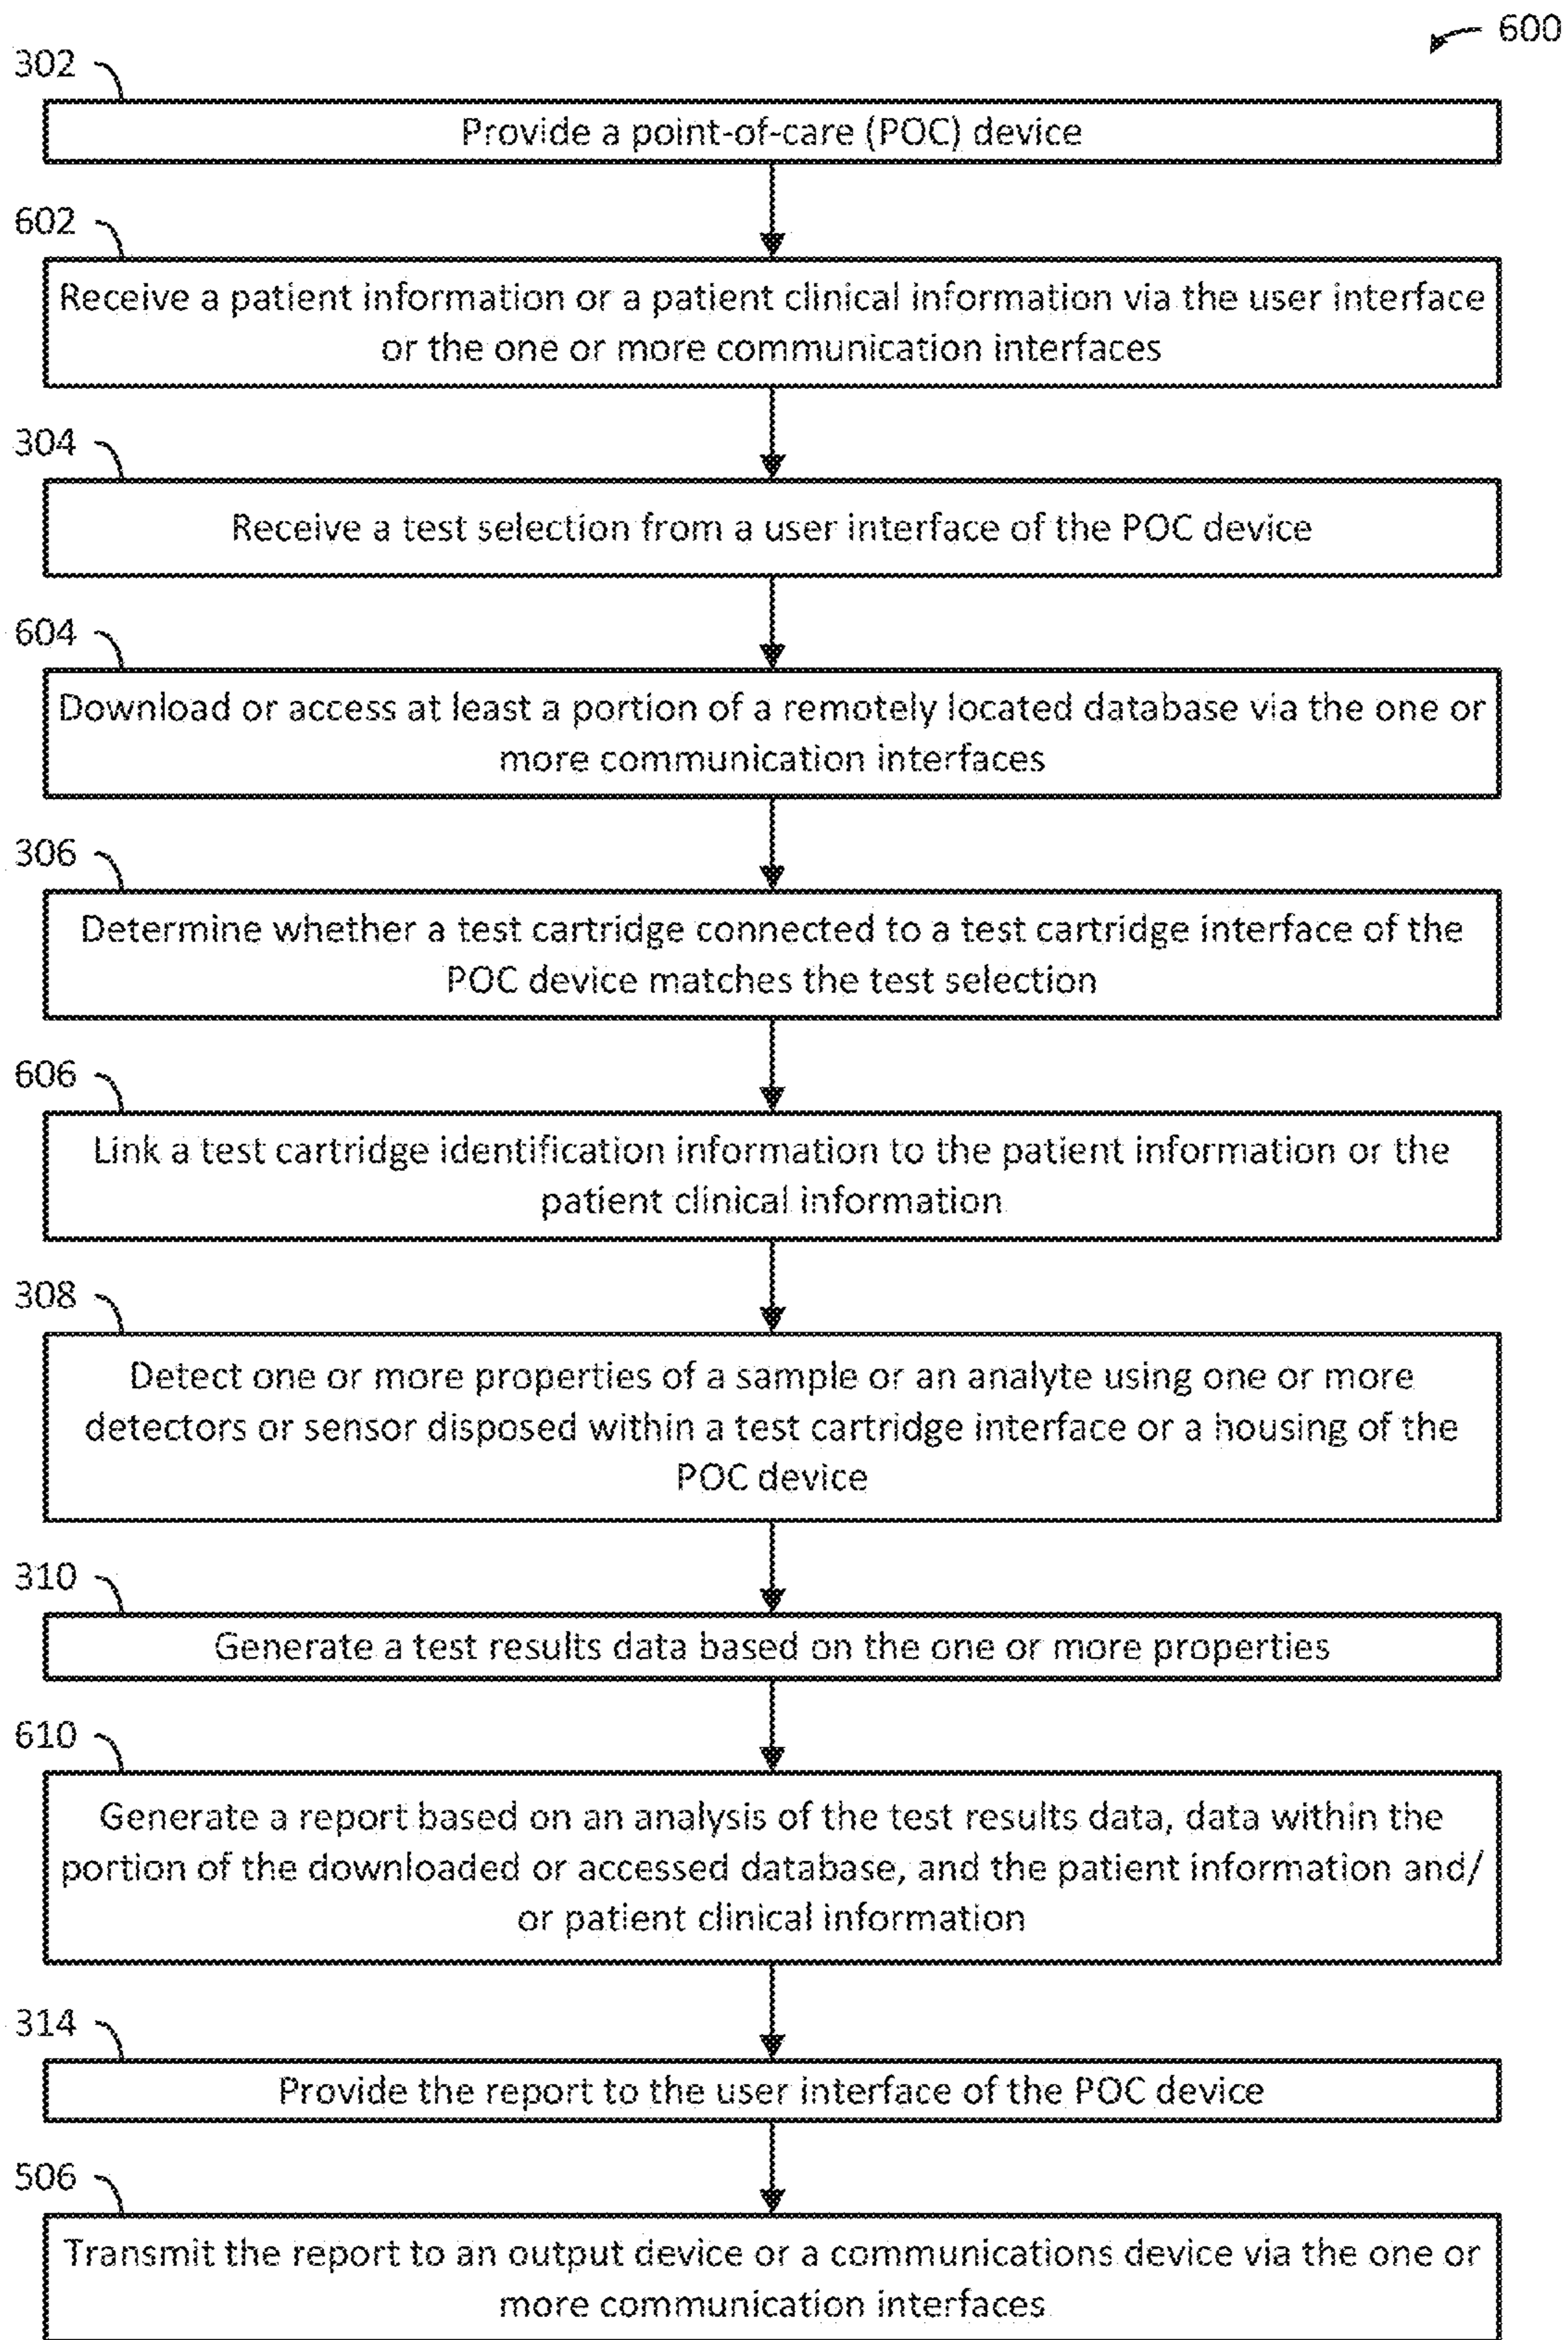 600
302
Provide a point-of-care (POC) device
602
Receive a patient information or a patient clinical information via the user interface
or the one or more communication interfaces
304
Receive a test selection from a user interface of the POC device
604
Download or access at least a portion of a remotely located database via the one or
more communication interfaces
306
Determine whether a test cartridge connected to a test cartridge interface of the
POC device matches the test selection
606
Link a test cartridge identification information to the patient information or the
patient clinical information
308
Detect one or more properties of a sample or an analyte using one or more
detectors or sensor disposed within a test cartridge interface or a housing of the
POC device
310
Generate a test results data based on the one or more properties
610
Generate a report based on an analysis of the test results data, data within the
portion of the downloaded or accessed database, and the patient information and/
or patient clinical information
314
Provide the report to the user interface of the POC device
506
Transmit the report to an output device or a communications device via the one or
more communication interfaces